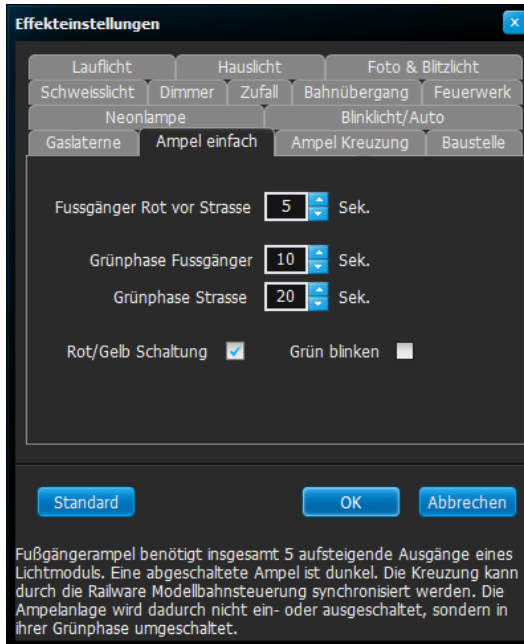 Effekteinstellungen
Lauflicht Hauslicht Foto & Blitzlicht
Schweisslicht Dimmer Zufall Bahnübergang Feuerwerk
Neonlampe Blinklicht/Auto
Gaslaterne Ampel einfach Ampel Kreuzung Baustelle
Fussgänger Rot vor Strasse 5 Sek.
Grünphase Fussgänger 10 Sek.
Grünphase Strasse 20 Sek.
Rot/Gelb Schaltung Grün blinken
Standard OK Abbrechen
Fußgängerampel benötigt insgesamt 5 aufsteigende Ausgänge eines
Lichtmoduls. Eine abgeschaltete Ampel ist dunkel. Die Kreuzung kann
durch die Railware Modellbahnsteuerung synchronisiert werden. Die
Ampelanlage wird dadurch nicht ein- oder ausgeschaltet, sondern in
ihrer Grünphase umgeschaltet.